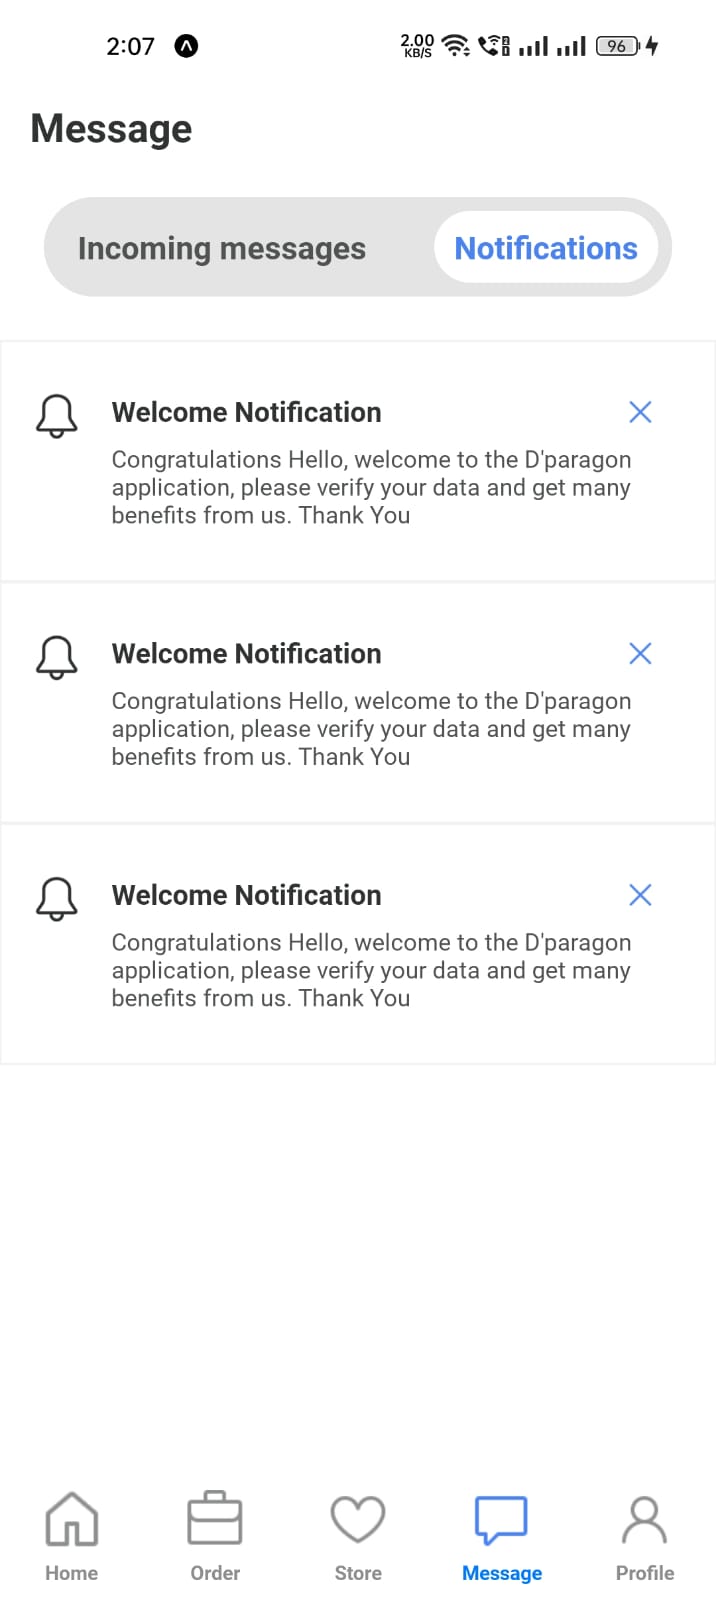 2:07
2.00
KB/S
96
Message
Incoming messages
Notifications
Welcome Notification
Congratulations Hello, welcome to the D'paragon
application, please verify your data and get many
benefits from us. Thank You
Welcome Notification
Congratulations Hello, welcome to the D'paragon
application, please verify your data and get many
benefits from us. Thank You
Welcome Notification
Congratulations Hello, welcome to the D'paragon
application, please verify your data and get many
benefits from us. Thank You
Home
Order
Store
Message
Profile